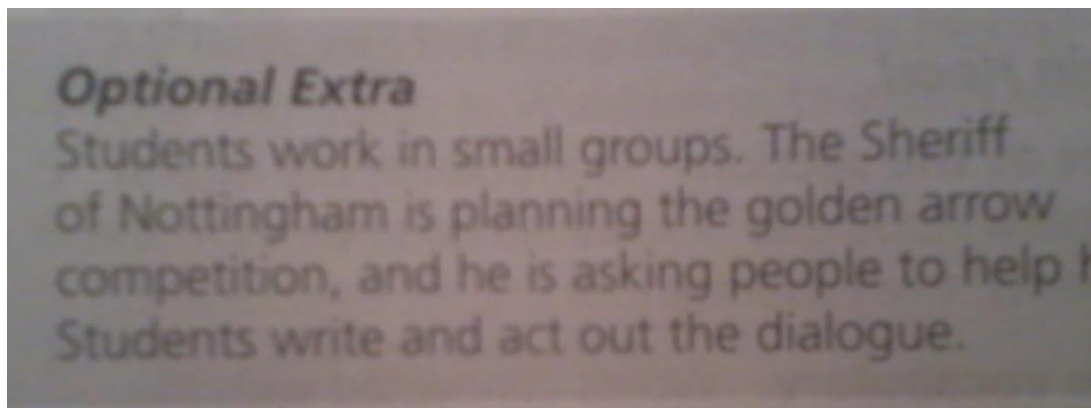 Optional Extra
Students work in small groups. The Sheriff
of Nottingham is planning the golden arrow
competition, and he is asking people to help
Students write and act out the dialogue.